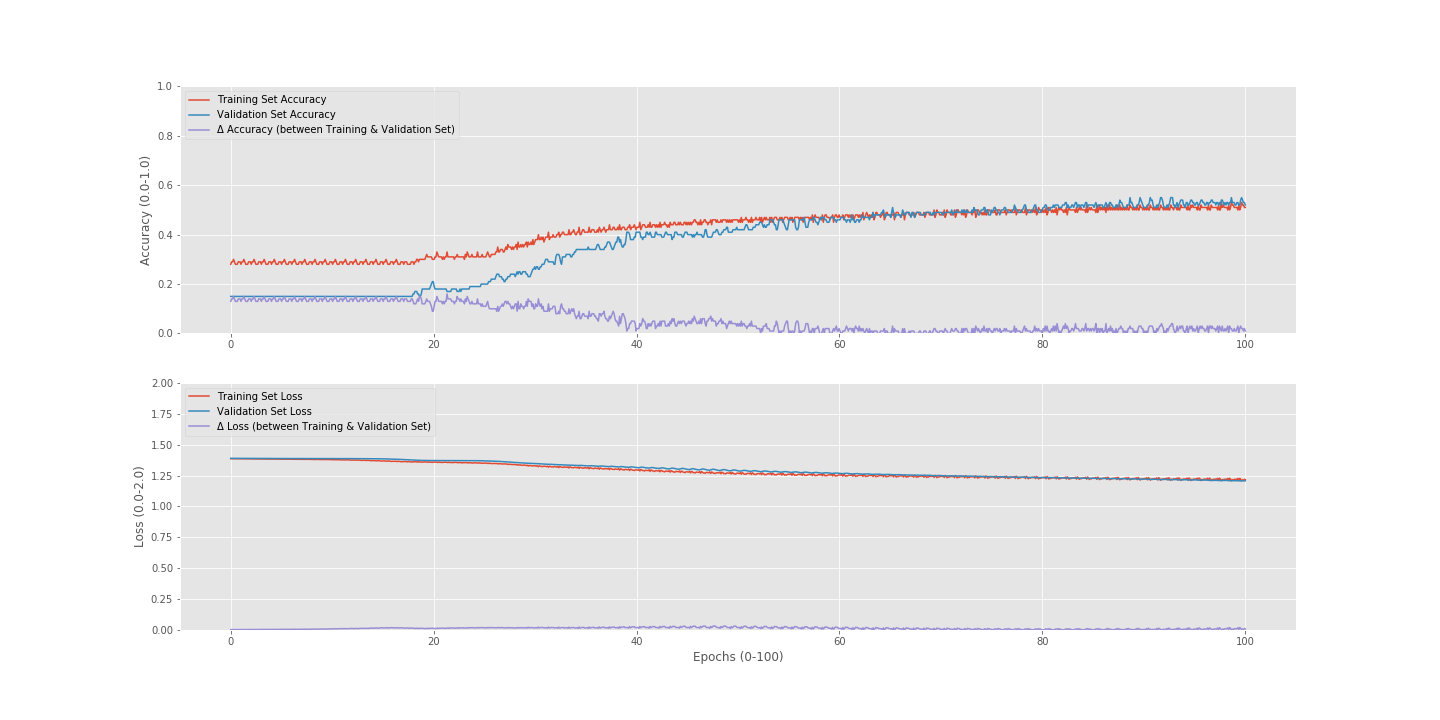 1.0
0.8
0.6
0.4
0.2
0.0
Accuracy (0.0-1.0)
Training Set Accuracy
Validation Set Accuracy
Δ Accuracy (between Training & Validation Set)
0 20 40 60 80 100
2.00
1.75
1.50
1.25
1.00
0.75
0.50
0.25
0.00
Loss (0.0-2.0)
Training Set Loss
Validation Set Loss
Δ Loss (between Training & Validation Set)
0 20 40 60 80 100
Epochs (0-100)